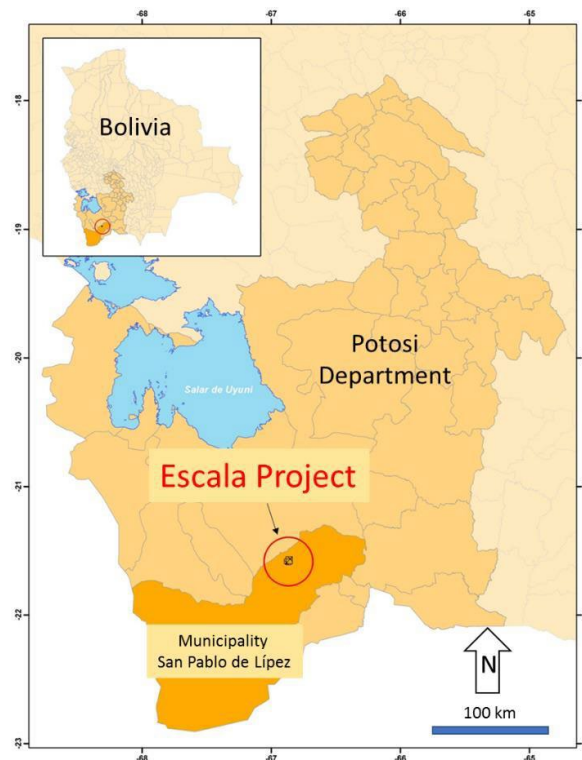 -68
-67
-66
-65
Bolivia
-18
-19
-20
-21
-22
-23
Potosi
Department
Salar de Uyuni
Escala Project
Municipality
San Pablo de Lípez
N
100 km
-68
-67
-66
-65